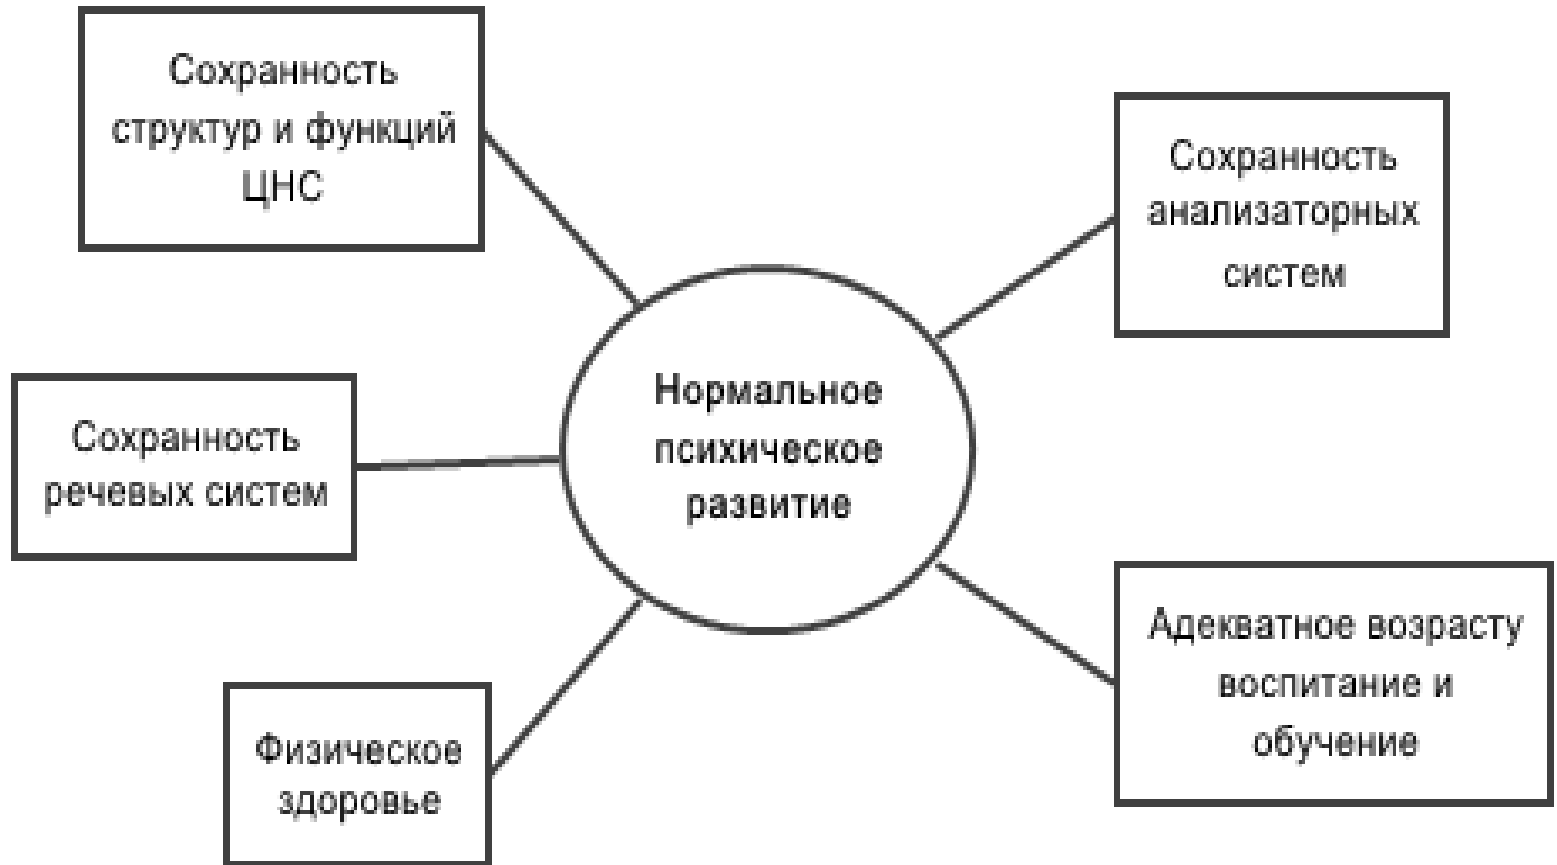 Сохранность
структур и функций
ЦНС
Сохранность
анализаторных
систем
Нормальное
психическое
развитие
Сохранность
речевых систем
Адекватное возрасту
воспитание и
обучение
Физическое
здоровье